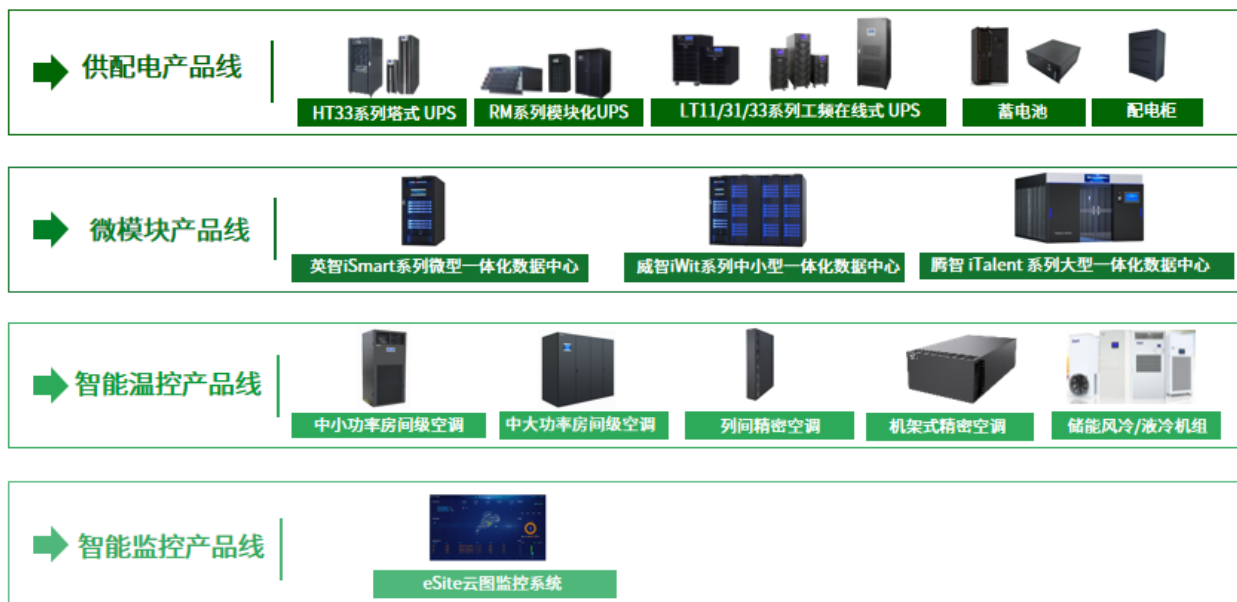 供配电产品线
HT33系列塔式 UPS
RM系列模块化UPS
LT11/31/33系列工频在线式 UPS
蓄电池
配电柜
微模块产品线
英智iSmart系列微型一体化数据中心
威智iWit系列中小型一体化数据中心
腾智 iTalent 系列大型一体化数据中心
智能温控产品线
中小功率房间级空调
中大功率房间级空调
列间精密空调
机架式精密空调
储能风冷/液冷机组
智能监控产品线
eSite云图监控系统